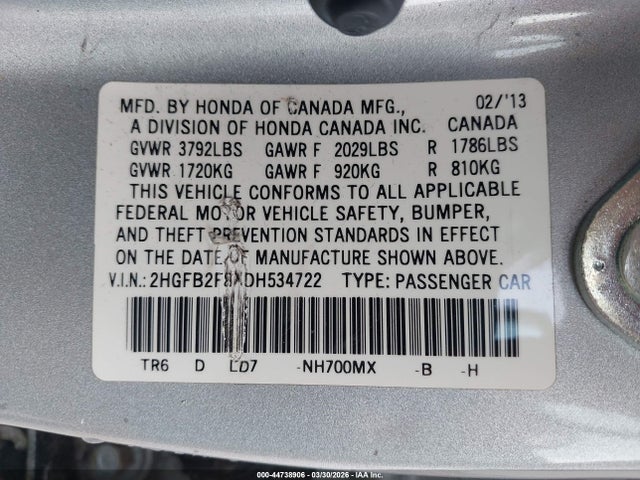 MFD. BY HONDA OF CANADA MFG., 02/'13
A DIVISION OF HONDA CANADA INC. CANADA
GVWR 3792LBS GAWR F 2029LBS R 1786LBS
GVWR 1720KG GAWR F 920KG R 810KG
THIS VEHICLE CONFORMS TO ALL APPLICABLE
FEDERAL MOTOR VEHICLE SAFETY, BUMPER,
AND THEFT PREVENTION STANDARDS IN EFFECT
ON THE DATE OF MANUFACTURE SHOWN ABOVE.
V.I.N.: 2HGFB2F8XDH534722 TYPE: PASSENGER CAR
TR6 D LD7 -NH700MX -B -H
000-44738906 - 03/30/2026 - IAA Inc.